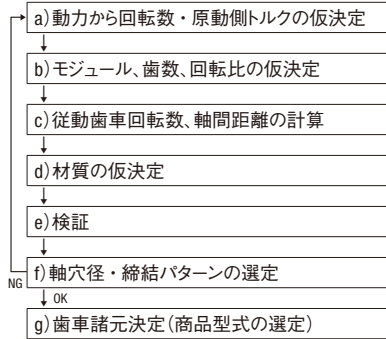 a)動力から回転数・原動側トルクの仮決定
b)モジュール、歯数、回転比の仮決定
c)従動歯車回転数、軸間距離の計算
d)材質の仮決定
e)検証
f)軸穴径・締結パターンの選定
NG
OK
g)歯車諸元決定(商品型式の選定)